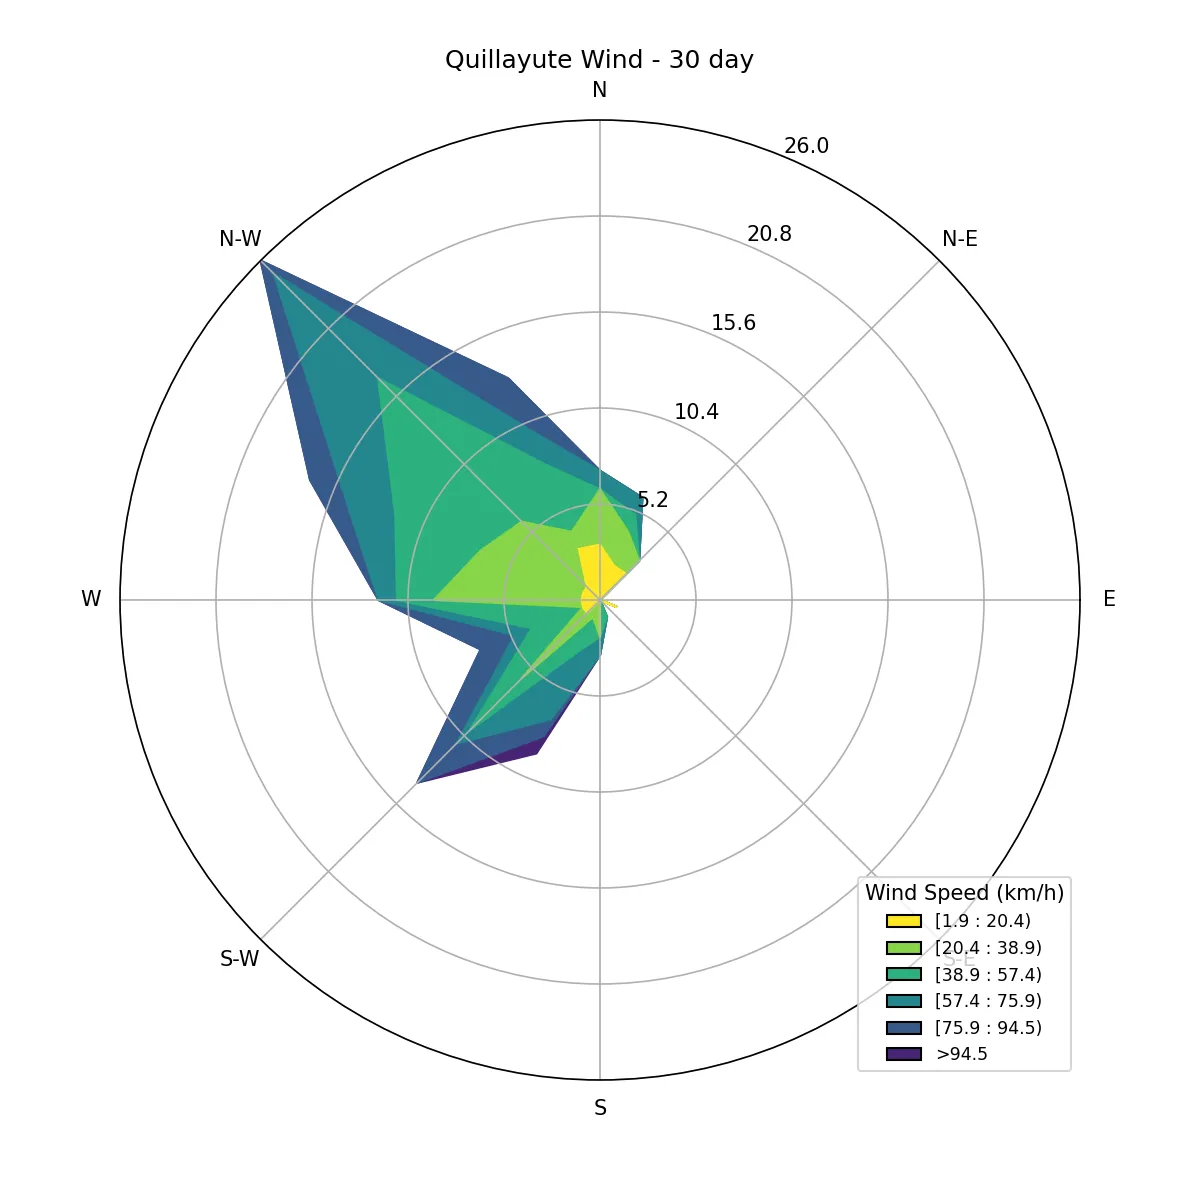 Quillayute Wind - 30 day
N
26.0
N-W
N-E
20.8
15.6
10.4
5.2
W
E
S-W
S-E
Wind Speed (km/h)
[1.9 : 20.4)
[20.4 : 38.9)
[38.9 : 57.4)
[57.4 : 75.9)
[75.9 : 94.5)
>94.5
S